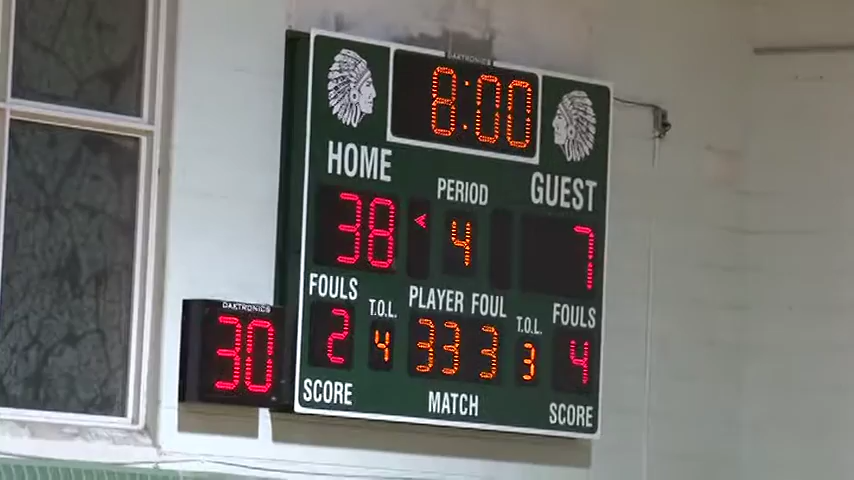 DAKTRONICS
8:00
HOME
PERIOD
GUEST
38
4
7
FOULS
T.O.L.
PLAYER FOUL
T.O.L.
FOULS
DAKTRONICS
30
2
4
33 3
3
4
SCORE
MATCH
SCORE